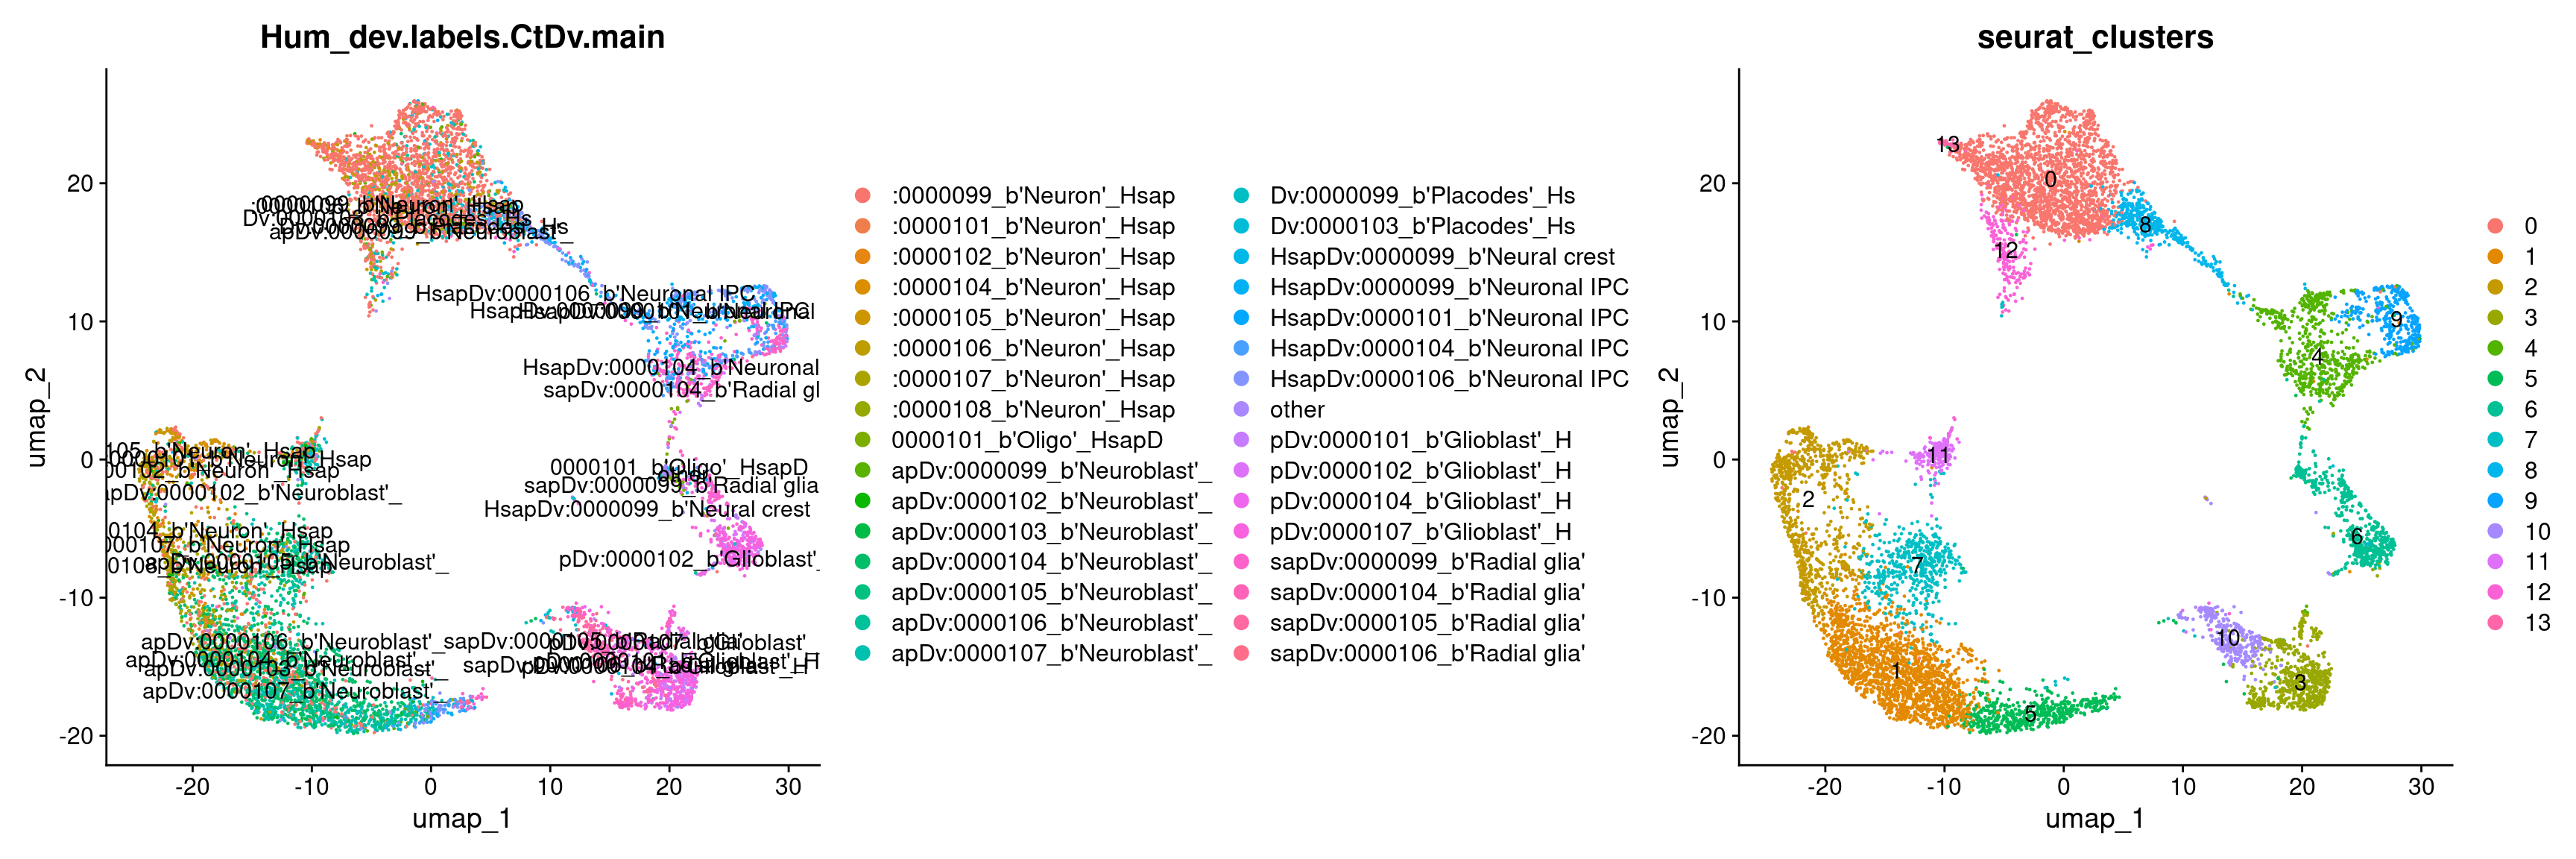 Hum_dev.labels.CtDv.main
umap_2
20
10
0
-10
-20
-20
-10
0
10
20
30
umap_1
HsapDv:0000106_b'Neuronal IPC
HsapDv:0000104_b'Neuronal
sapDv:0000104_b'Radial gl
105_b'Neuron'_Hsap
apDv:0000102_b'Neuroblast'_
0104_b'Neuron'_Hsap
0000101_b'Oligo'_HsapD
sapDv:0000099_b'Radial glia
HsapDv:0000099_b'Neural crest
pDv:0000102_b'Glioblast'_
apDv:0000106_b'Neuroblast'_
apDv:0000107_b'Neuroblast'_
:0000099_b'Neuron'_Hsap
:0000101_b'Neuron'_Hsap
:0000102_b'Neuron'_Hsap
:0000104_b'Neuron'_Hsap
:0000105_b'Neuron'_Hsap
:0000106_b'Neuron'_Hsap
:0000107_b'Neuron'_Hsap
:0000108_b'Neuron'_Hsap
0000101_b'Oligo'_HsapD
apDv:0000099_b'Neuroblast'_
apDv:0000102_b'Neuroblast'_
apDv:0000103_b'Neuroblast'_
apDv:0000104_b'Neuroblast'_
apDv:0000105_b'Neuroblast'_
apDv:0000106_b'Neuroblast'_
apDv:0000107_b'Neuroblast'_
Dv:0000099_b'Placodes'_Hs
Dv:0000103_b'Placodes'_Hs
HsapDv:0000099_b'Neural crest
HsapDv:0000099_b'Neuronal IPC
HsapDv:0000101_b'Neuronal IPC
HsapDv:0000104_b'Neuronal IPC
HsapDv:0000106_b'Neuronal IPC
other
pDv:0000101_b'Glioblast'_H
pDv:0000102_b'Glioblast'_H
pDv:0000104_b'Glioblast'_H
pDv:0000107_b'Glioblast'_H
sapDv:0000099_b'Radial glia'
sapDv:0000104_b'Radial glia'
sapDv:0000105_b'Radial glia'
sapDv:0000106_b'Radial glia'
seurat_clusters
umap_2
20
10
0
-10
-20
-20
-10
0
10
20
30
umap_1
13
0
8
12
9
4
11
2
7
6
10
1
3
5
0
1
2
3
4
5
6
7
8
9
10
11
12
13